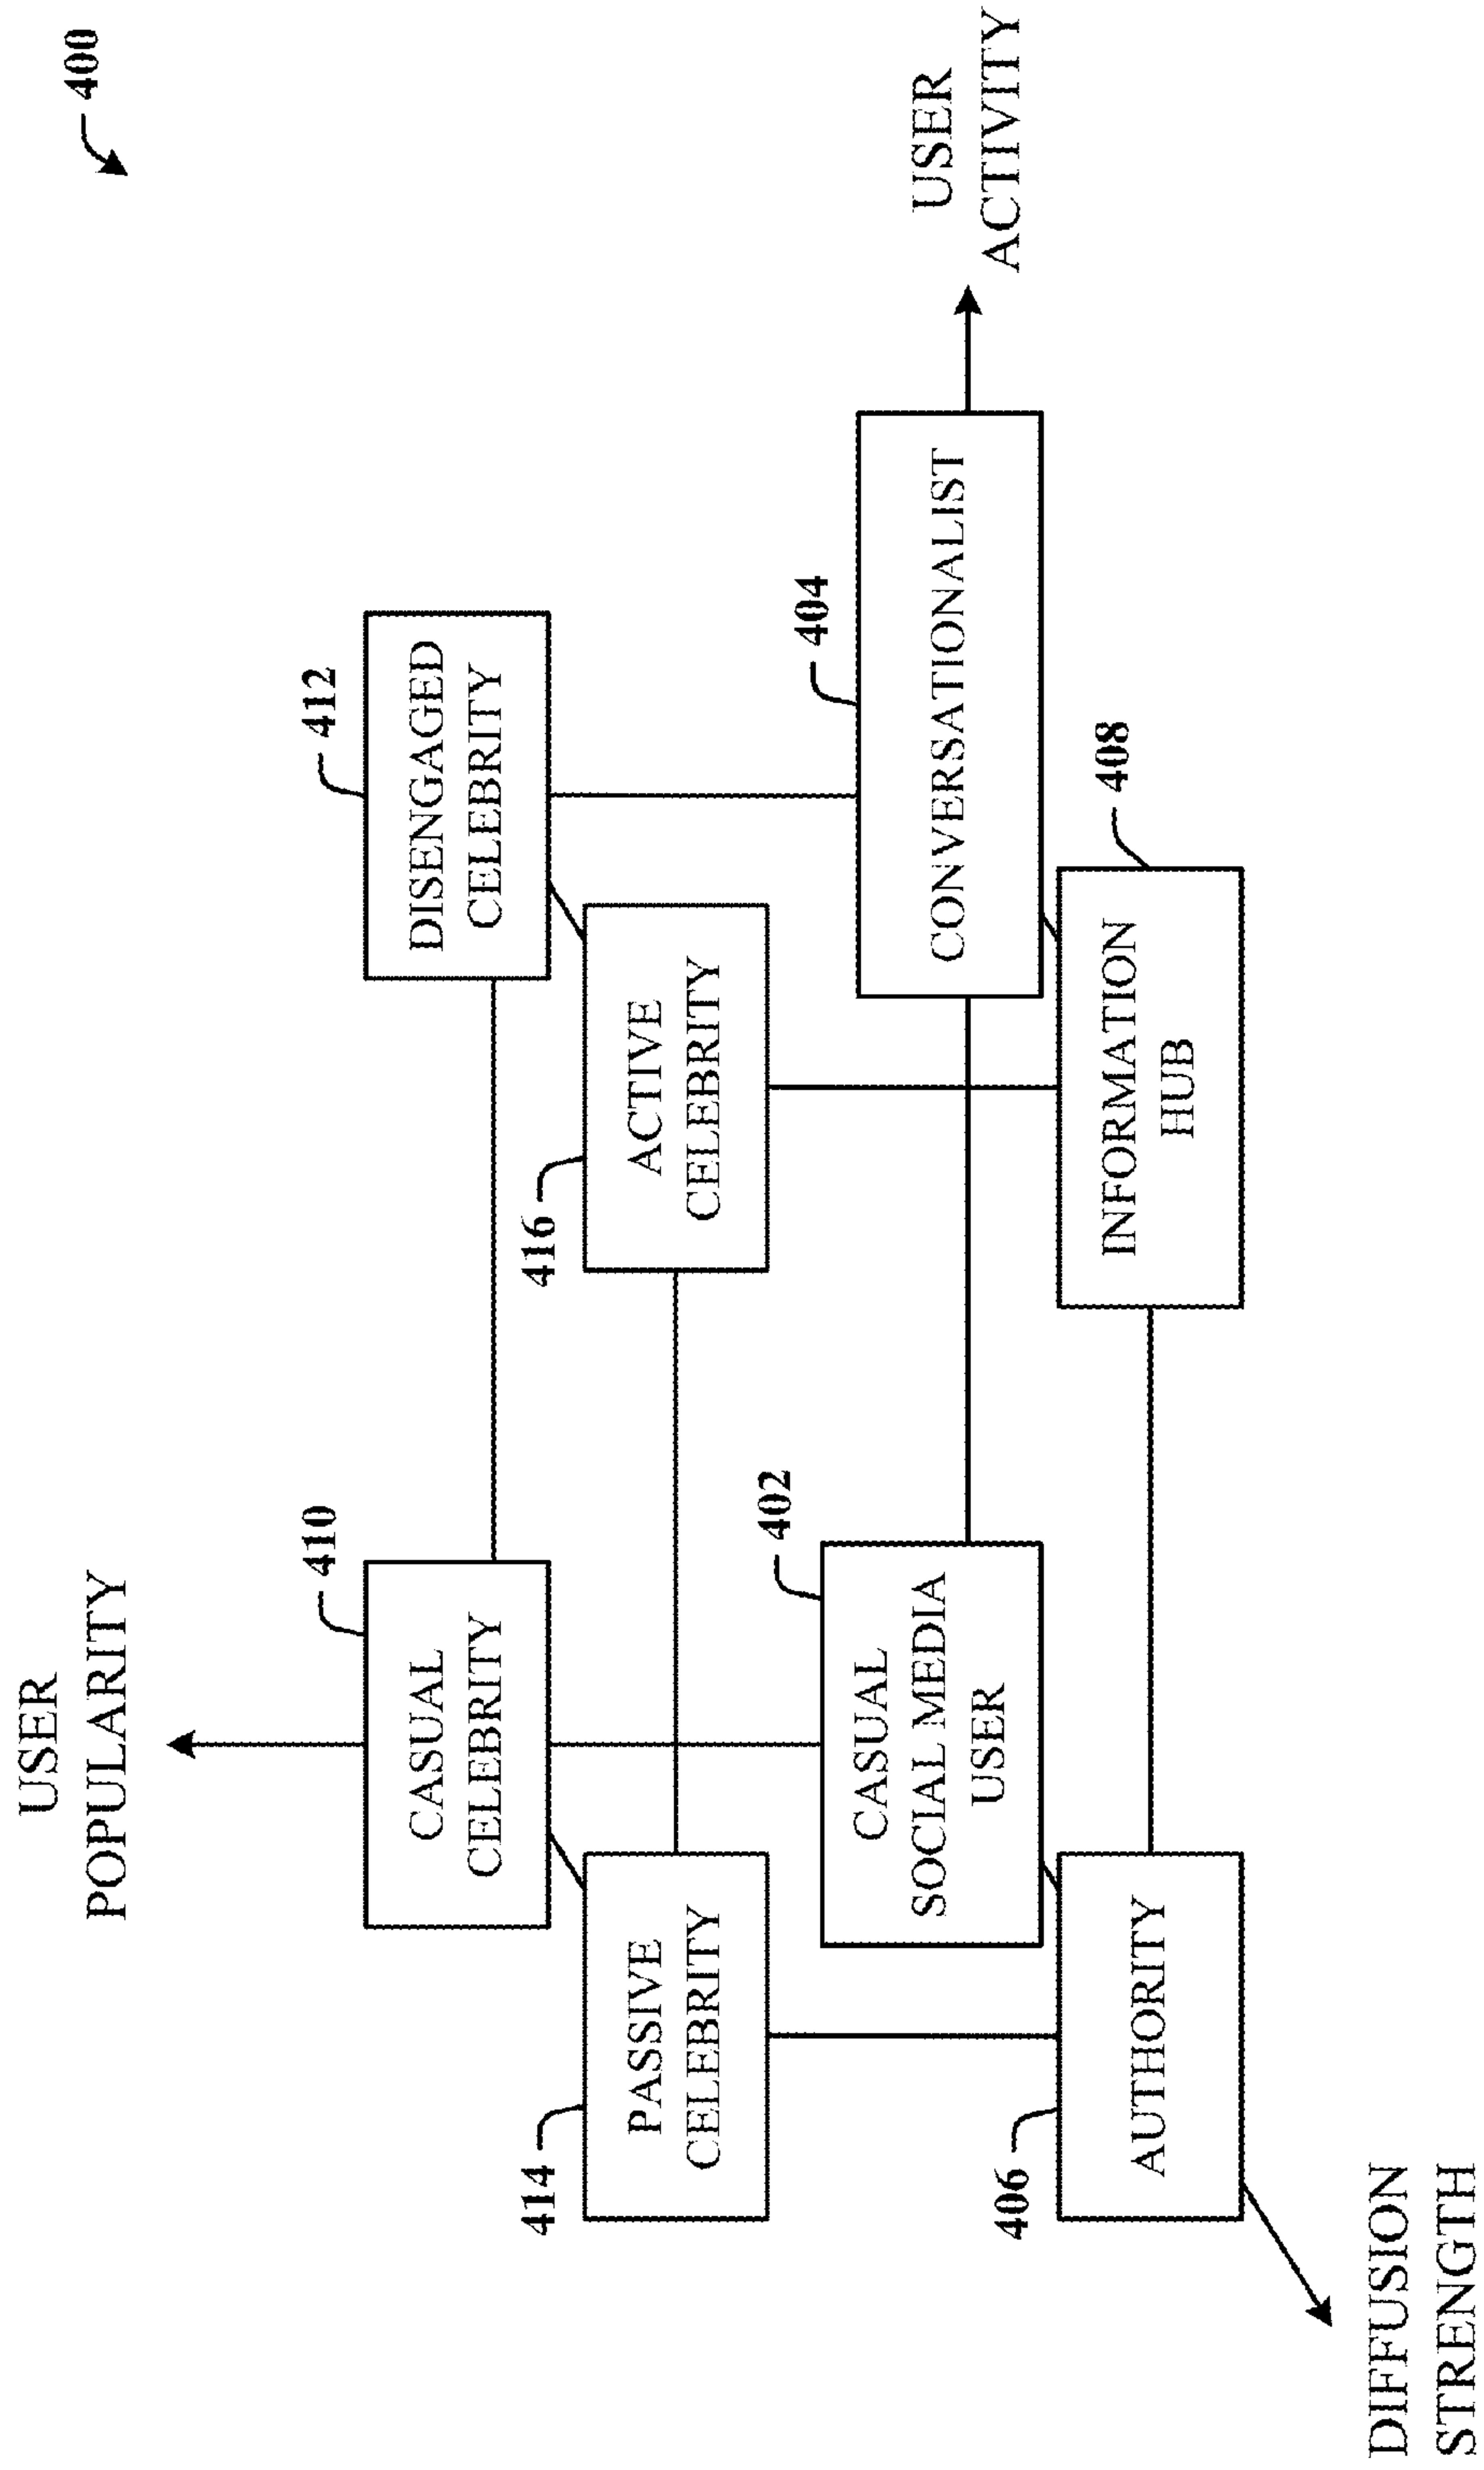 400
USER
POPULARITY
410
412
CASUAL
CELEBRITY
DISENGAGED
CELEBRITY
414
416
PASSIVE
CELEBRITY
ACTIVE
CELEBRITY
402
404
CASUAL
SOCIAL MEDIA
USER
CONVERSATIONALIST
USER
ACTIVITY
406
408
AUTHORITY
INFORMATION
HUB
DIFFUSION
STRENGTH